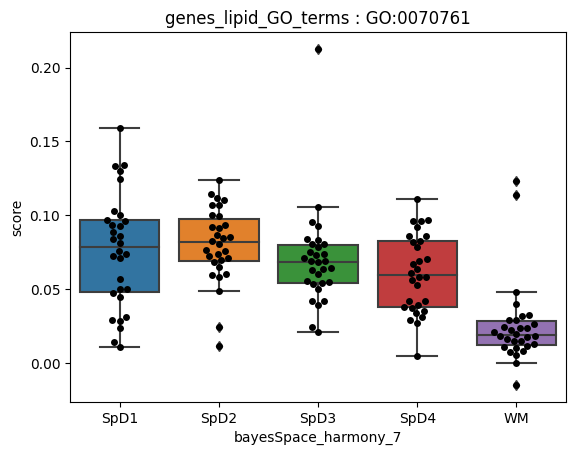 genes_lipid_GO_terms : GO:0070761
score
0.20
0.15
0.10
0.05
0.00
SpD1 SpD2 SpD3 SpD4 WM
bayesSpace_harmony_7